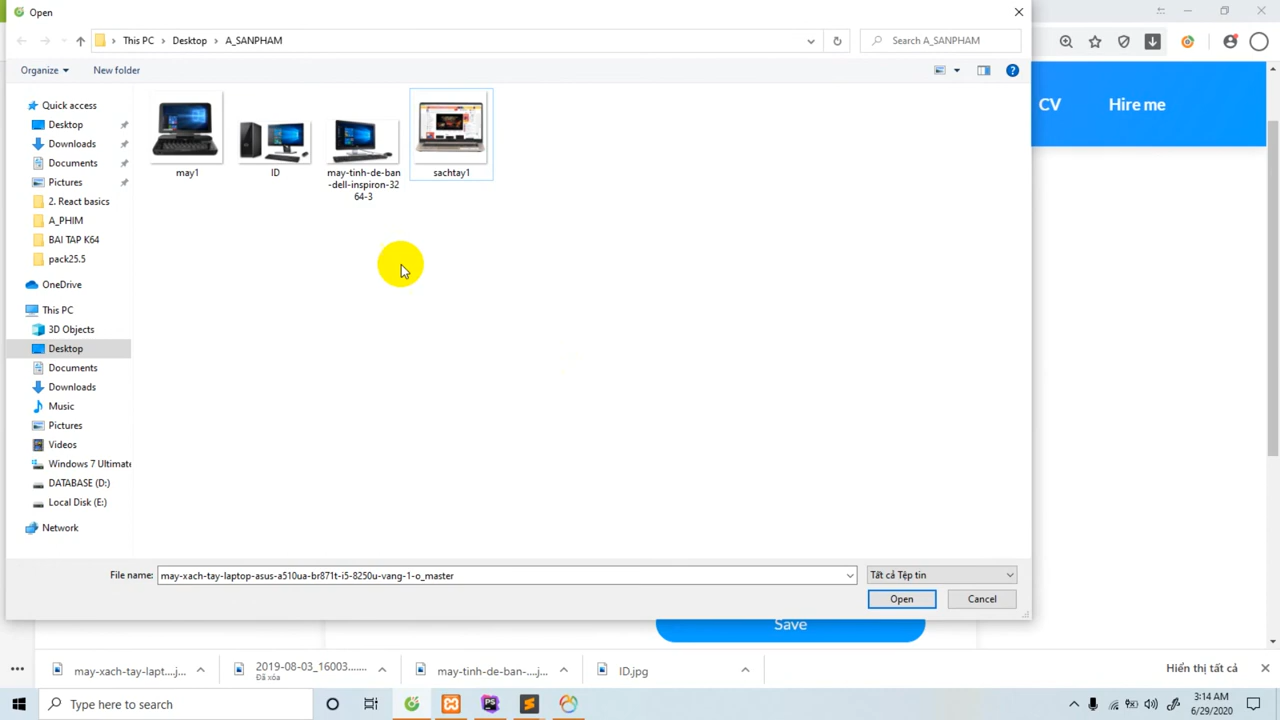 Open
This PC > Desktop > A_SANPHAM
Search A_SANPHAM
Organize
New folder
Quick access
Desktop
Downloads
Documents
Pictures
2. React basics
A_PHIM
BAI TAP K64
pack25.5
OneDrive
This PC
3D Objects
Desktop
Documents
Downloads
Music
Pictures
Videos
Windows 7 Ultimate
DATABASE (D:)
Local Disk (E:)
Network
may1
ID
may-tinh-de-ban
-dell-inspiron-32
64-3
sachtay1
File name:
may-xach-tay-laptop-asus-a510ua-br871t-i5-8250u-vang-1-o_master
Tất cả Tệp tin
Open
Cancel
CV
Hire me
Save
may-xach-tay-lapt....j...
2019-08-03_16003.......
Đã xóa
may-tinh-de-ban-...j...
ID.jpg
Hiển thị tất cả
Type here to search
3:14 AM
6/29/2020